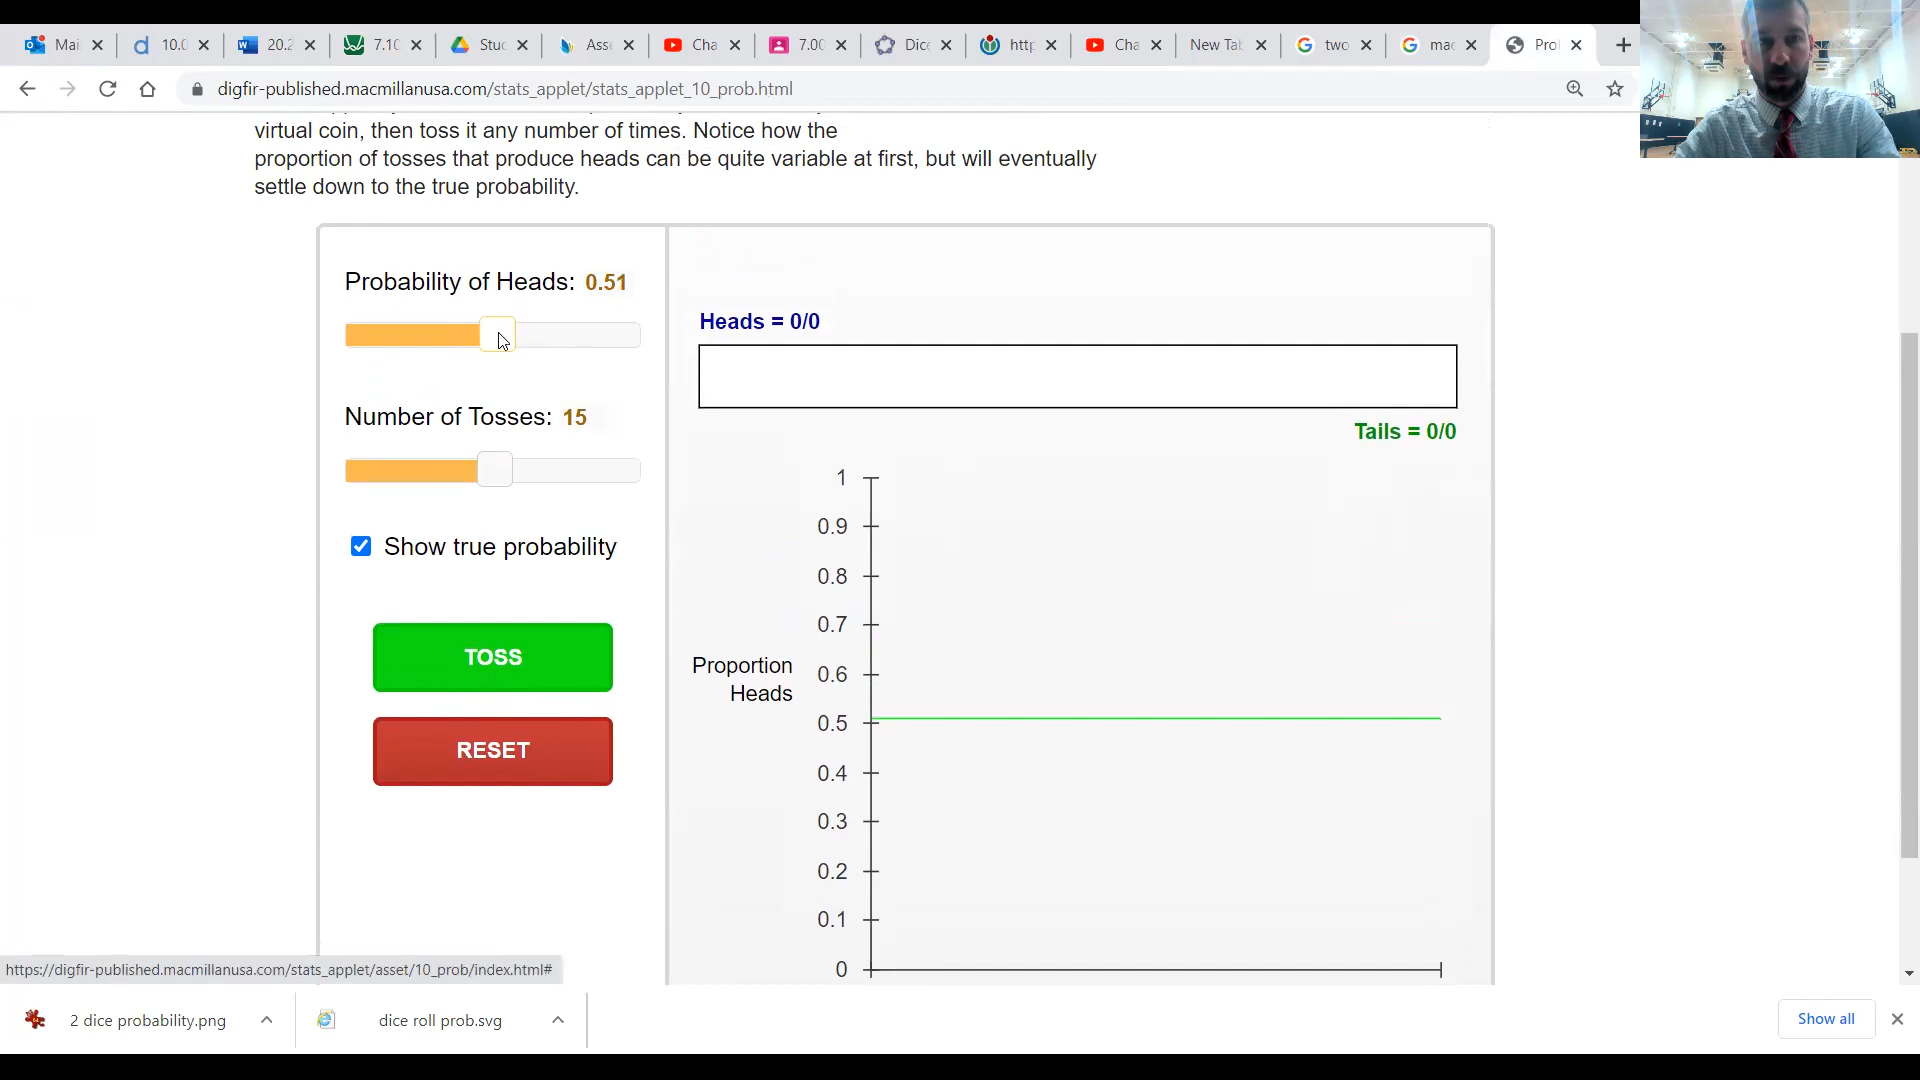 Mai
10.0
20.2
7.10
Stuc
Asse
Cha
7.00
Dice
http
Cha
New Tab
two
mac
Prol
digfir-published.macmillanusa.com/stats_applet/stats_applet_10_prob.html
virtual coin, then toss it any number of times. Notice how the
proportion of tosses that produce heads can be quite variable at first, but will eventually
settle down to the true probability.
Probability of Heads: 0.51
Number of Tosses: 15
Show true probability
TOSS
RESET
Heads = 0/0
Tails = 0/0
1
0.9
0.8
0.7
Proportion
Heads
0.6
0.5
0.4
0.3
0.2
0.1
0
https://digfir-published.macmillanusa.com/stats_applet/asset/10_prob/index.html#
2 dice probability.png
dice roll prob.svg
Show all